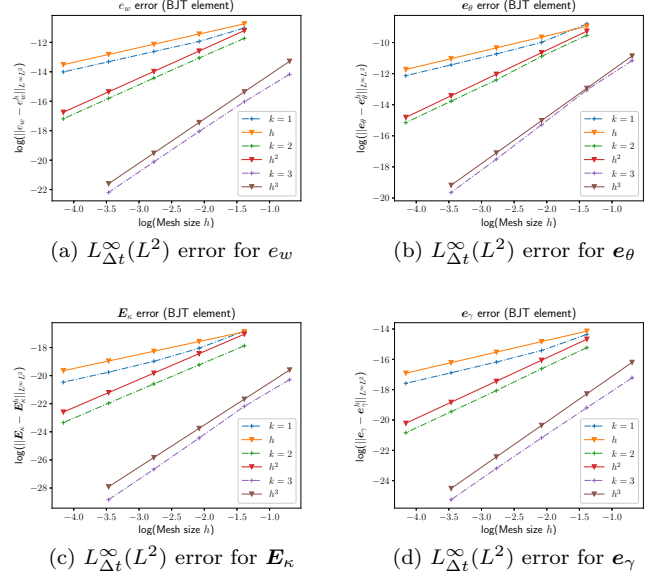 e_w error (BJT element)
log(||e_w − e_w^h||_{L^∞L^2})
−12
−14
−16
−18
−20
−22
k = 1
h
k = 2
h^2
k = 3
h^3
−4.0 −3.5 −3.0 −2.5 −2.0 −1.5 −1.0
log(Mesh size h)
(a) L^∞_{Δt}(L^2) error for e_w
e_θ error (BJT element)
log(||e_θ − e_θ^h||_{L^∞L^2})
−10
−12
−14
−16
−18
−20
k = 1
h
k = 2
h^2
k = 3
h^3
−4.0 −3.5 −3.0 −2.5 −2.0 −1.5 −1.0
log(Mesh size h)
(b) L^∞_{Δt}(L^2) error for e_θ
E_κ error (BJT element)
log(||E_κ − E_κ^h||_{L^∞L^2})
−18
−20
−22
−24
−26
−28
k = 1
h
k = 2
h^2
k = 3
h^3
−4.0 −3.5 −3.0 −2.5 −2.0 −1.5 −1.0
log(Mesh size h)
(c) L^∞_{Δt}(L^2) error for E_κ
e_γ error (BJT element)
log(||e_γ − e_γ^h||_{L^∞L^2})
−14
−16
−18
−20
−22
−24
k = 1
h
k = 2
h^2
k = 3
h^3
−4.0 −3.5 −3.0 −2.5 −2.0 −1.5 −1.0
log(Mesh size h)
(d) L^∞_{Δt}(L^2) error for e_γ